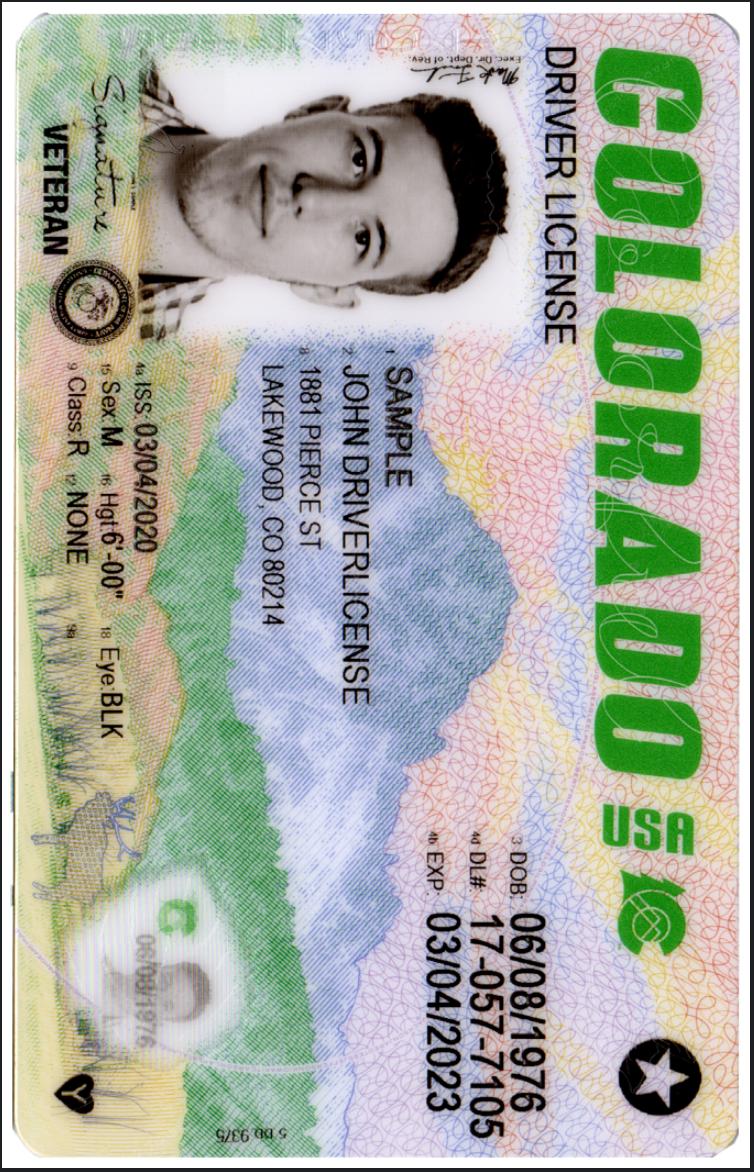 COLORADO USA
DRIVER LICENSE
Exec. Dir. Dept. of Rev.
3 DOB: 06/08/1976
4d DL#: 17-057-7105
4b EXP: 03/04/2023
1 SAMPLE
2 JOHN DRIVERLICENSE
8 1881 PIERCE ST
LAKEWOOD, CO 80214
4a ISS: 03/04/2020
15 Sex:M 16 Hgt:6'-00" 18 Eye:BLK
9 Class:R 12 NONE 9a
Signature
VETERAN
06/08/1976
5 DD: 9375